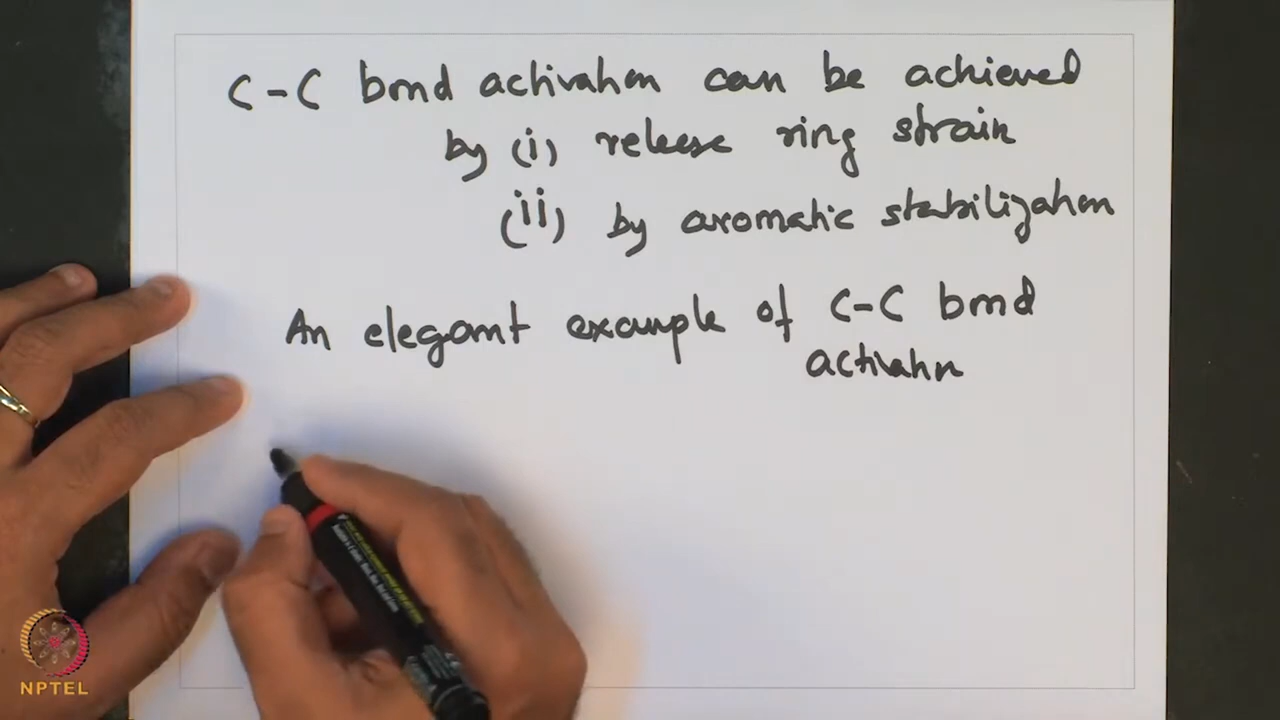 C-C bond activation can be achieved
by (i) release ring strain
(ii) by aromatic stabilization
An elegant example of C-C bond
activation
NPTEL